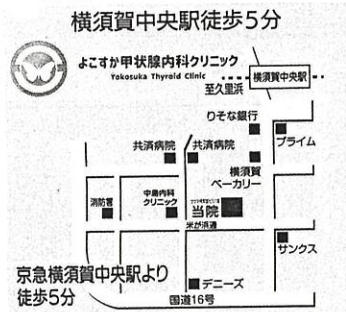 横須賀中央駅徒歩5分
よこすか甲状腺内科クリニック
Yokosuka Thyroid Clinic
横須賀中央駅
至久里浜
りそな銀行
プライム
共済病院
共済病院
横須賀
ベーカリー
消防署
中島内科
クリニック
当院
米が浜通
サンクス
京急横須賀中央駅より
徒歩5分
デニーズ
国道16号